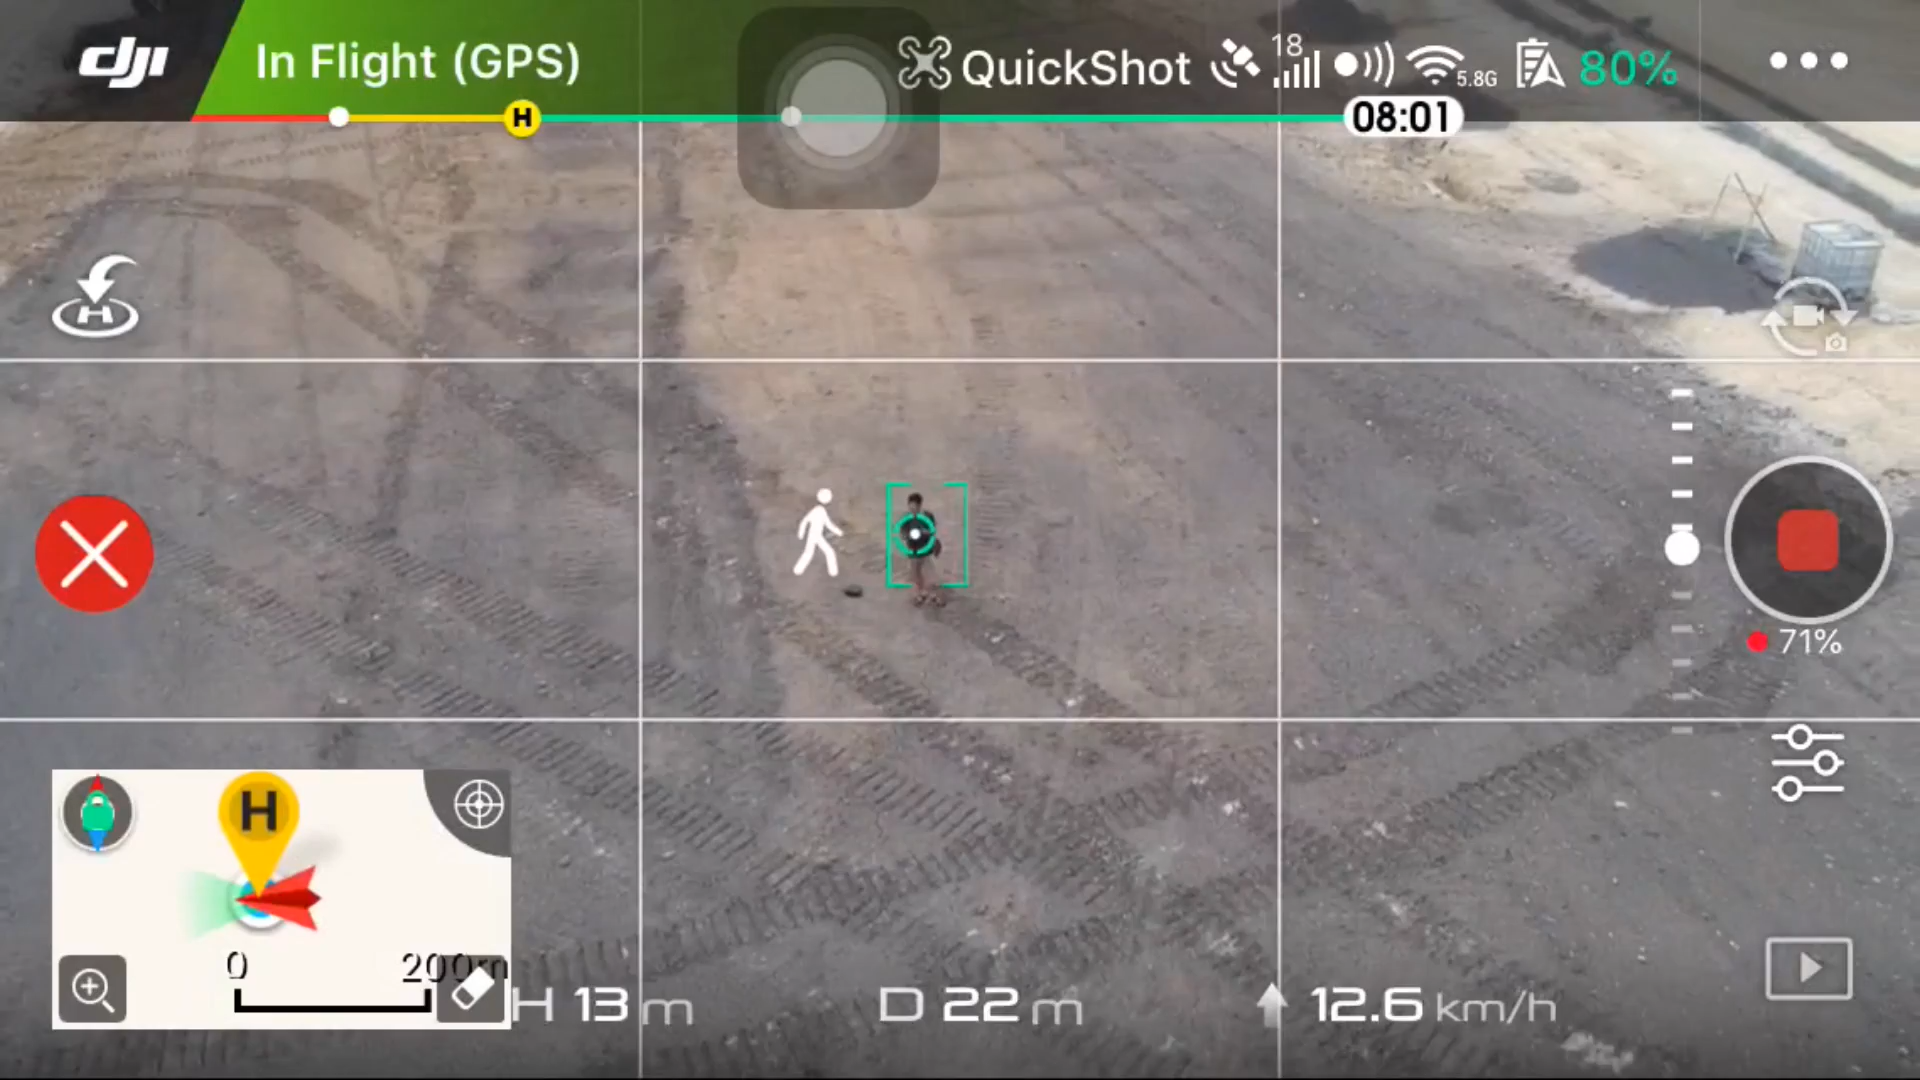 dji In Flight (GPS) QuickShot 18 5.8G 80%
H 08:01
H
71%
H
0 200m
H 13 m D 22 m 12.6 km/h